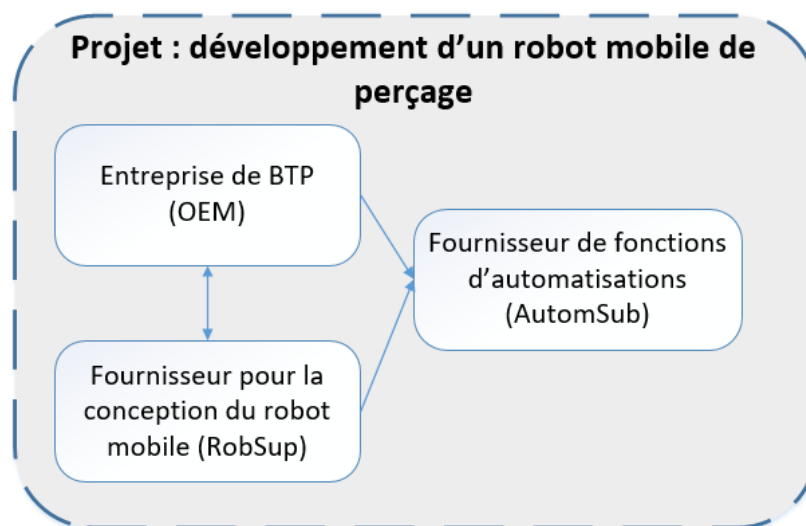 Projet : développement d’un robot mobile de
perçage
Entreprise de BTP
(OEM)
Fournisseur de fonctions
d’automatisations
(AutomSub)
Fournisseur pour la
conception du robot
mobile (RobSup)